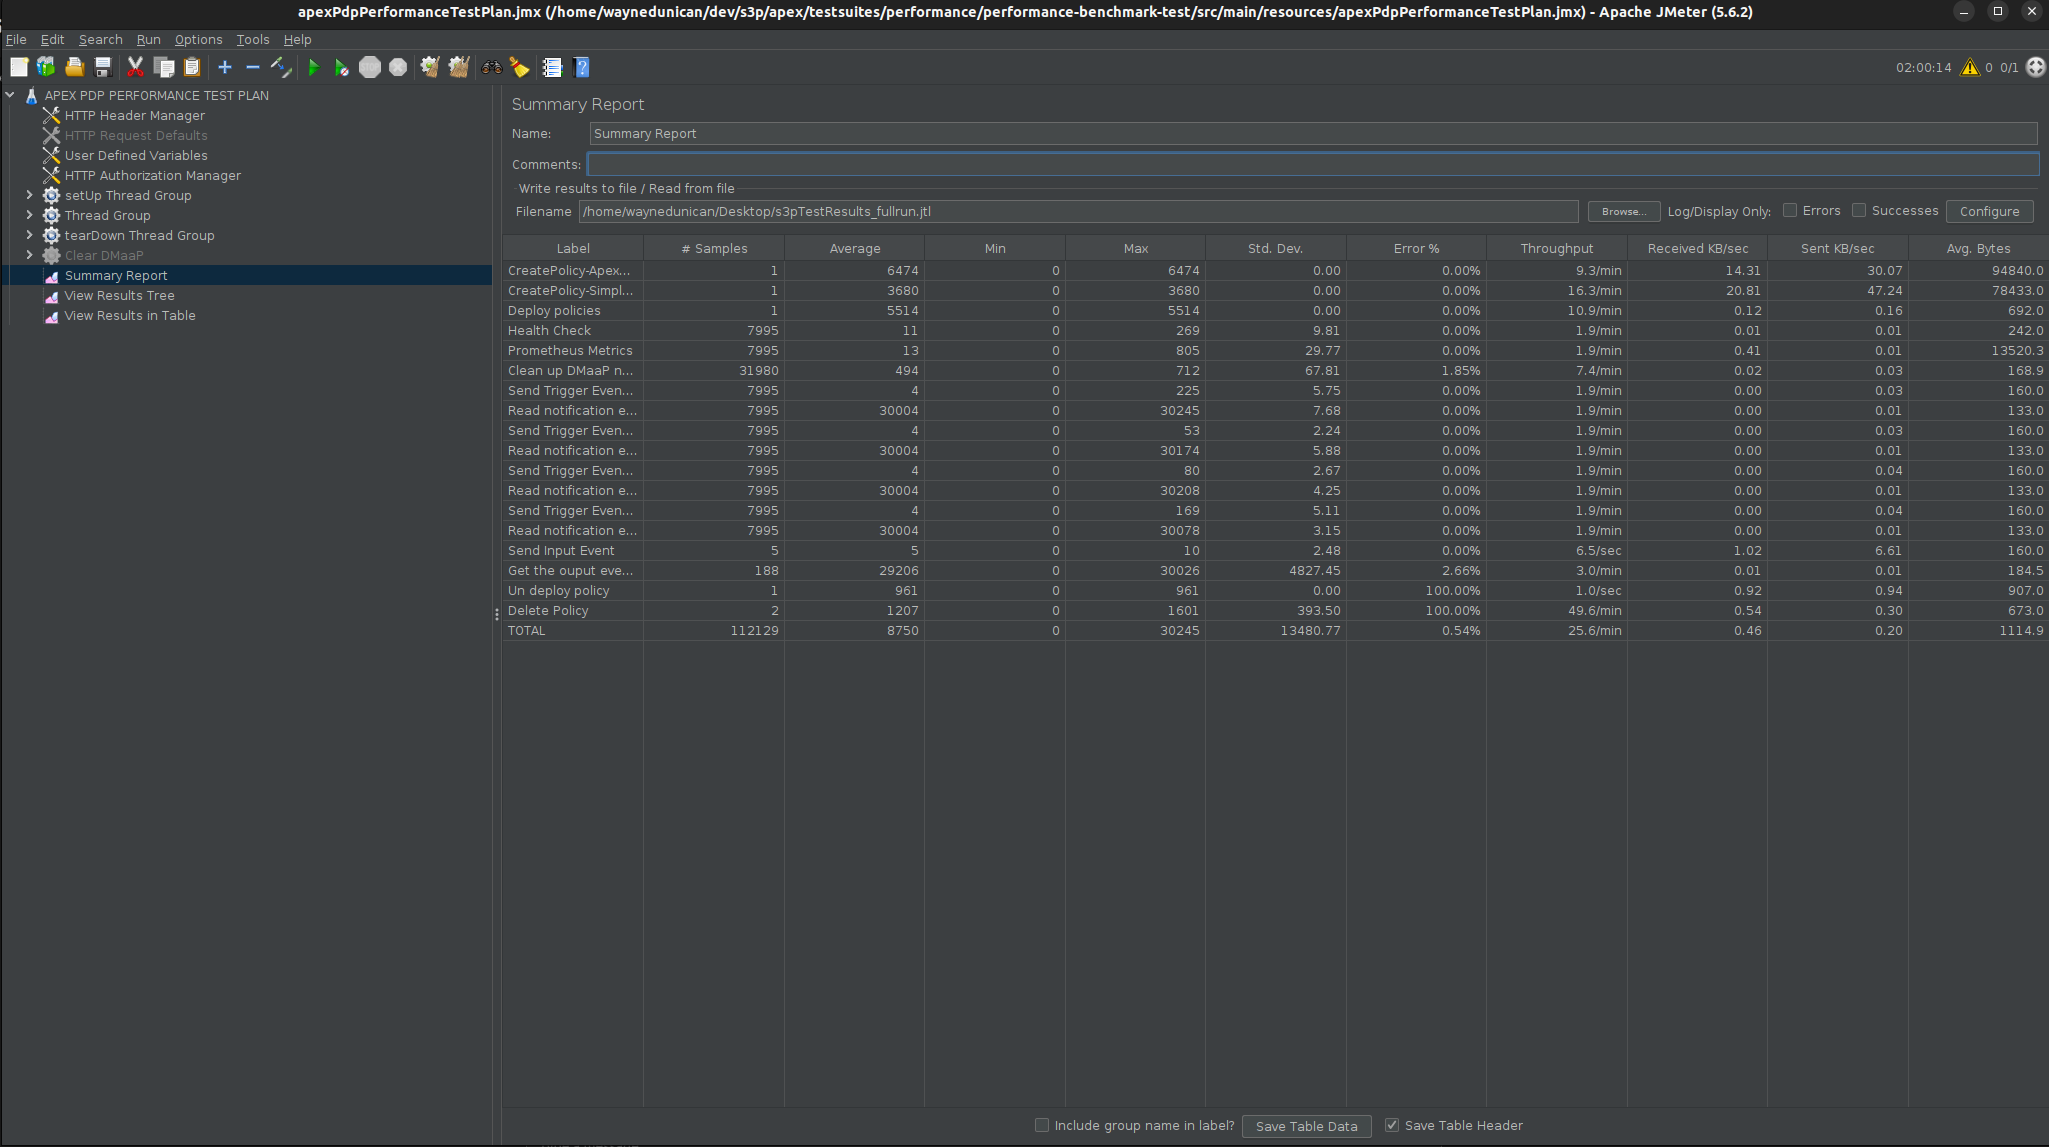 apexPdpPerformanceTestPlan.jmx (/home/waynedunican/dev/s3p/apex/testsuites/performance/performance-benchmark-test/src/main/resources/apexPdpPerformanceTestPlan.jmx) - Apache JMeter (5.6.2)
File Edit Search Run Options Tools Help
02:00:14 0 0/1
APEX PDP PERFORMANCE TEST PLAN
HTTP Header Manager
HTTP Request Defaults
User Defined Variables
HTTP Authorization Manager
setUp Thread Group
Thread Group
tearDown Thread Group
Clear DMaaP
Summary Report
View Results Tree
View Results in Table
Summary Report
Name: Summary Report
Comments:
Write results to file / Read from file
Filename /home/waynedunican/Desktop/s3pTestResults_fullrun.jtl Browse... Log/Display Only: Errors Successes Configure
Label # Samples Average Min Max Std. Dev. Error % Throughput Received KB/sec Sent KB/sec Avg. Bytes
CreatePolicy-Apex... 1 6474 0 6474 0.00 0.00% 9.3/min 14.31 30.07 94840.0
CreatePolicy-Simpl... 1 3680 0 3680 0.00 0.00% 16.3/min 20.81 47.24 78433.0
Deploy policies 1 5514 0 5514 0.00 0.00% 10.9/min 0.12 0.16 692.0
Health Check 7995 11 0 269 9.81 0.00% 1.9/min 0.01 0.01 242.0
Prometheus Metrics 7995 13 0 805 29.77 0.00% 1.9/min 0.41 0.01 13520.3
Clean up DMaaP n... 31980 494 0 712 67.81 1.85% 7.4/min 0.02 0.03 168.9
Send Trigger Even... 7995 4 0 225 5.75 0.00% 1.9/min 0.00 0.03 160.0
Read notification e... 7995 30004 0 30245 7.68 0.00% 1.9/min 0.00 0.01 133.0
Send Trigger Even... 7995 4 0 53 2.24 0.00% 1.9/min 0.00 0.03 160.0
Read notification e... 7995 30004 0 30174 5.88 0.00% 1.9/min 0.00 0.01 133.0
Send Trigger Even... 7995 4 0 80 2.67 0.00% 1.9/min 0.00 0.04 160.0
Read notification e... 7995 30004 0 30208 4.25 0.00% 1.9/min 0.00 0.01 133.0
Send Trigger Even... 7995 4 0 169 5.11 0.00% 1.9/min 0.00 0.04 160.0
Read notification e... 7995 30004 0 30078 3.15 0.00% 1.9/min 0.00 0.01 133.0
Send Input Event 5 5 0 10 2.48 0.00% 6.5/sec 1.02 6.61 160.0
Get the ouput eve... 188 29206 0 30026 4827.45 2.66% 3.0/min 0.01 0.01 184.5
Un deploy policy 1 961 0 961 0.00 100.00% 1.0/sec 0.92 0.94 907.0
Delete Policy 2 1207 0 1601 393.50 100.00% 49.6/min 0.54 0.30 673.0
TOTAL 112129 8750 0 30245 13480.77 0.54% 25.6/min 0.46 0.20 1114.9
Include group name in label? Save Table Data Save Table Header